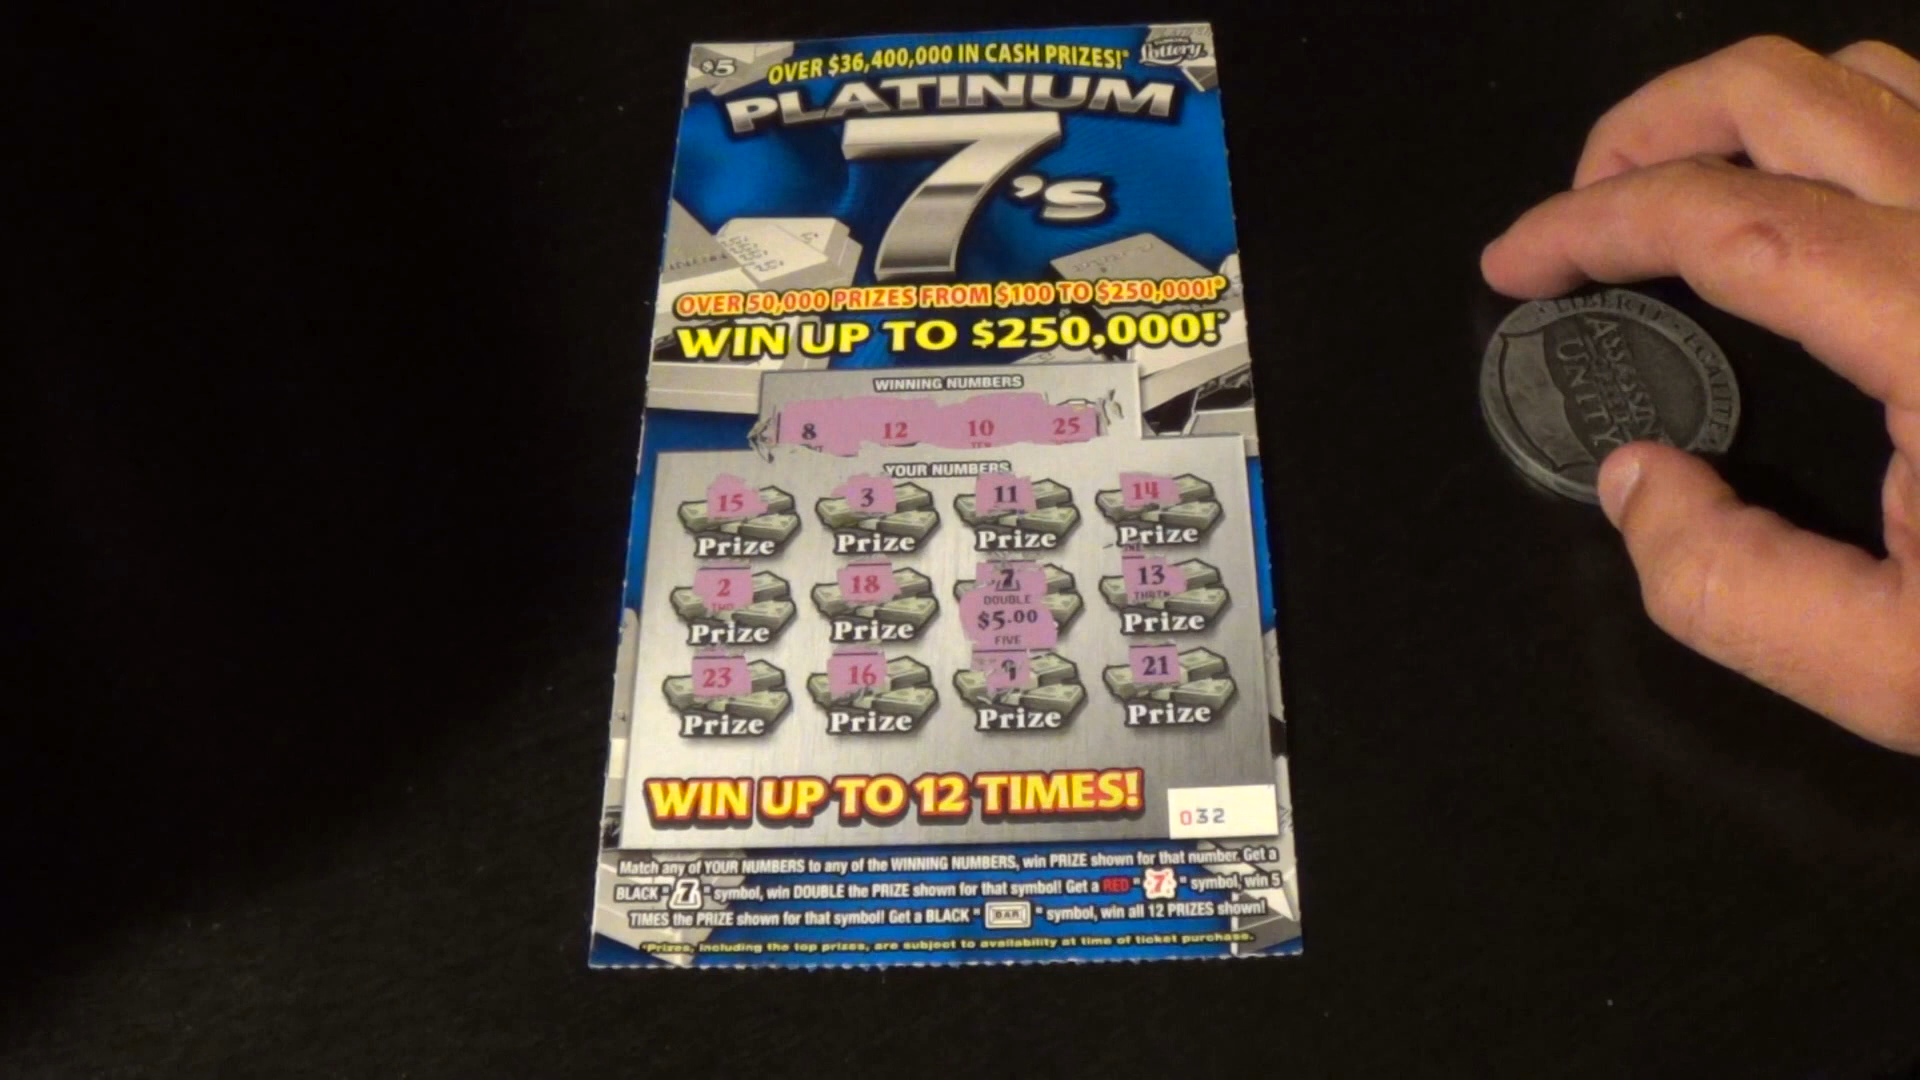 $5
OVER $36,400,000 IN CASH PRIZES!*
Lottery
PLATINUM
7's
OVER 50,000 PRIZES FROM $100 TO $250,000!*
WIN UP TO $250,000!*
WINNING NUMBERS
8 12 10 25
YOUR NUMBERS
15 3 11 14
Prize Prize Prize Prize
2 18 7 13
TWO DOUBLE THRTN
$5.00
FIVE
Prize Prize Prize
23 16 9 21
Prize Prize Prize Prize
WIN UP TO 12 TIMES!
032
Match any of YOUR NUMBERS to any of the WINNING NUMBERS, win PRIZE shown for that number. Get a
BLACK "7" symbol, win DOUBLE the PRIZE shown for that symbol! Get a RED "7" symbol, win 5
TIMES the PRIZE shown for that symbol! Get a BLACK "BAR" symbol, win all 12 PRIZES shown!
*Prizes, including the top prizes, are subject to availability at time of ticket purchase.
LIBERTE • EGALITE
UNITY